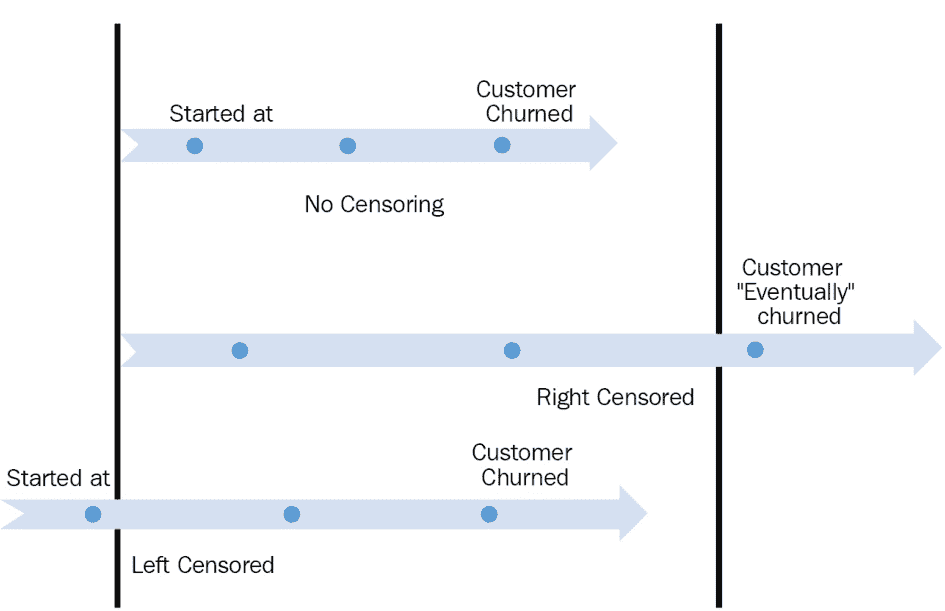 Started at
Customer
Churned
No Censoring
Customer
"Eventually"
churned
Right Censored
Started at
Customer
Churned
Left Censored